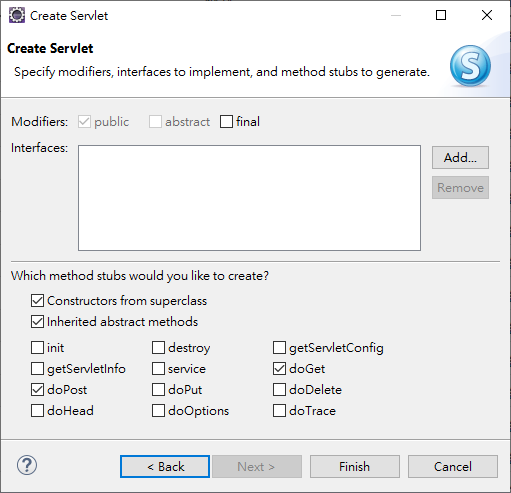 Create Servlet
Create Servlet
Specify modifiers, interfaces to implement, and method stubs to generate.
S
Modifiers: public abstract final
Interfaces:
Add...
Remove
Which method stubs would you like to create?
Constructors from superclass
Inherited abstract methods
init destroy getServletConfig
getServletInfo service doGet
doPost doPut doDelete
doHead doOptions doTrace
? < Back Next > Finish Cancel